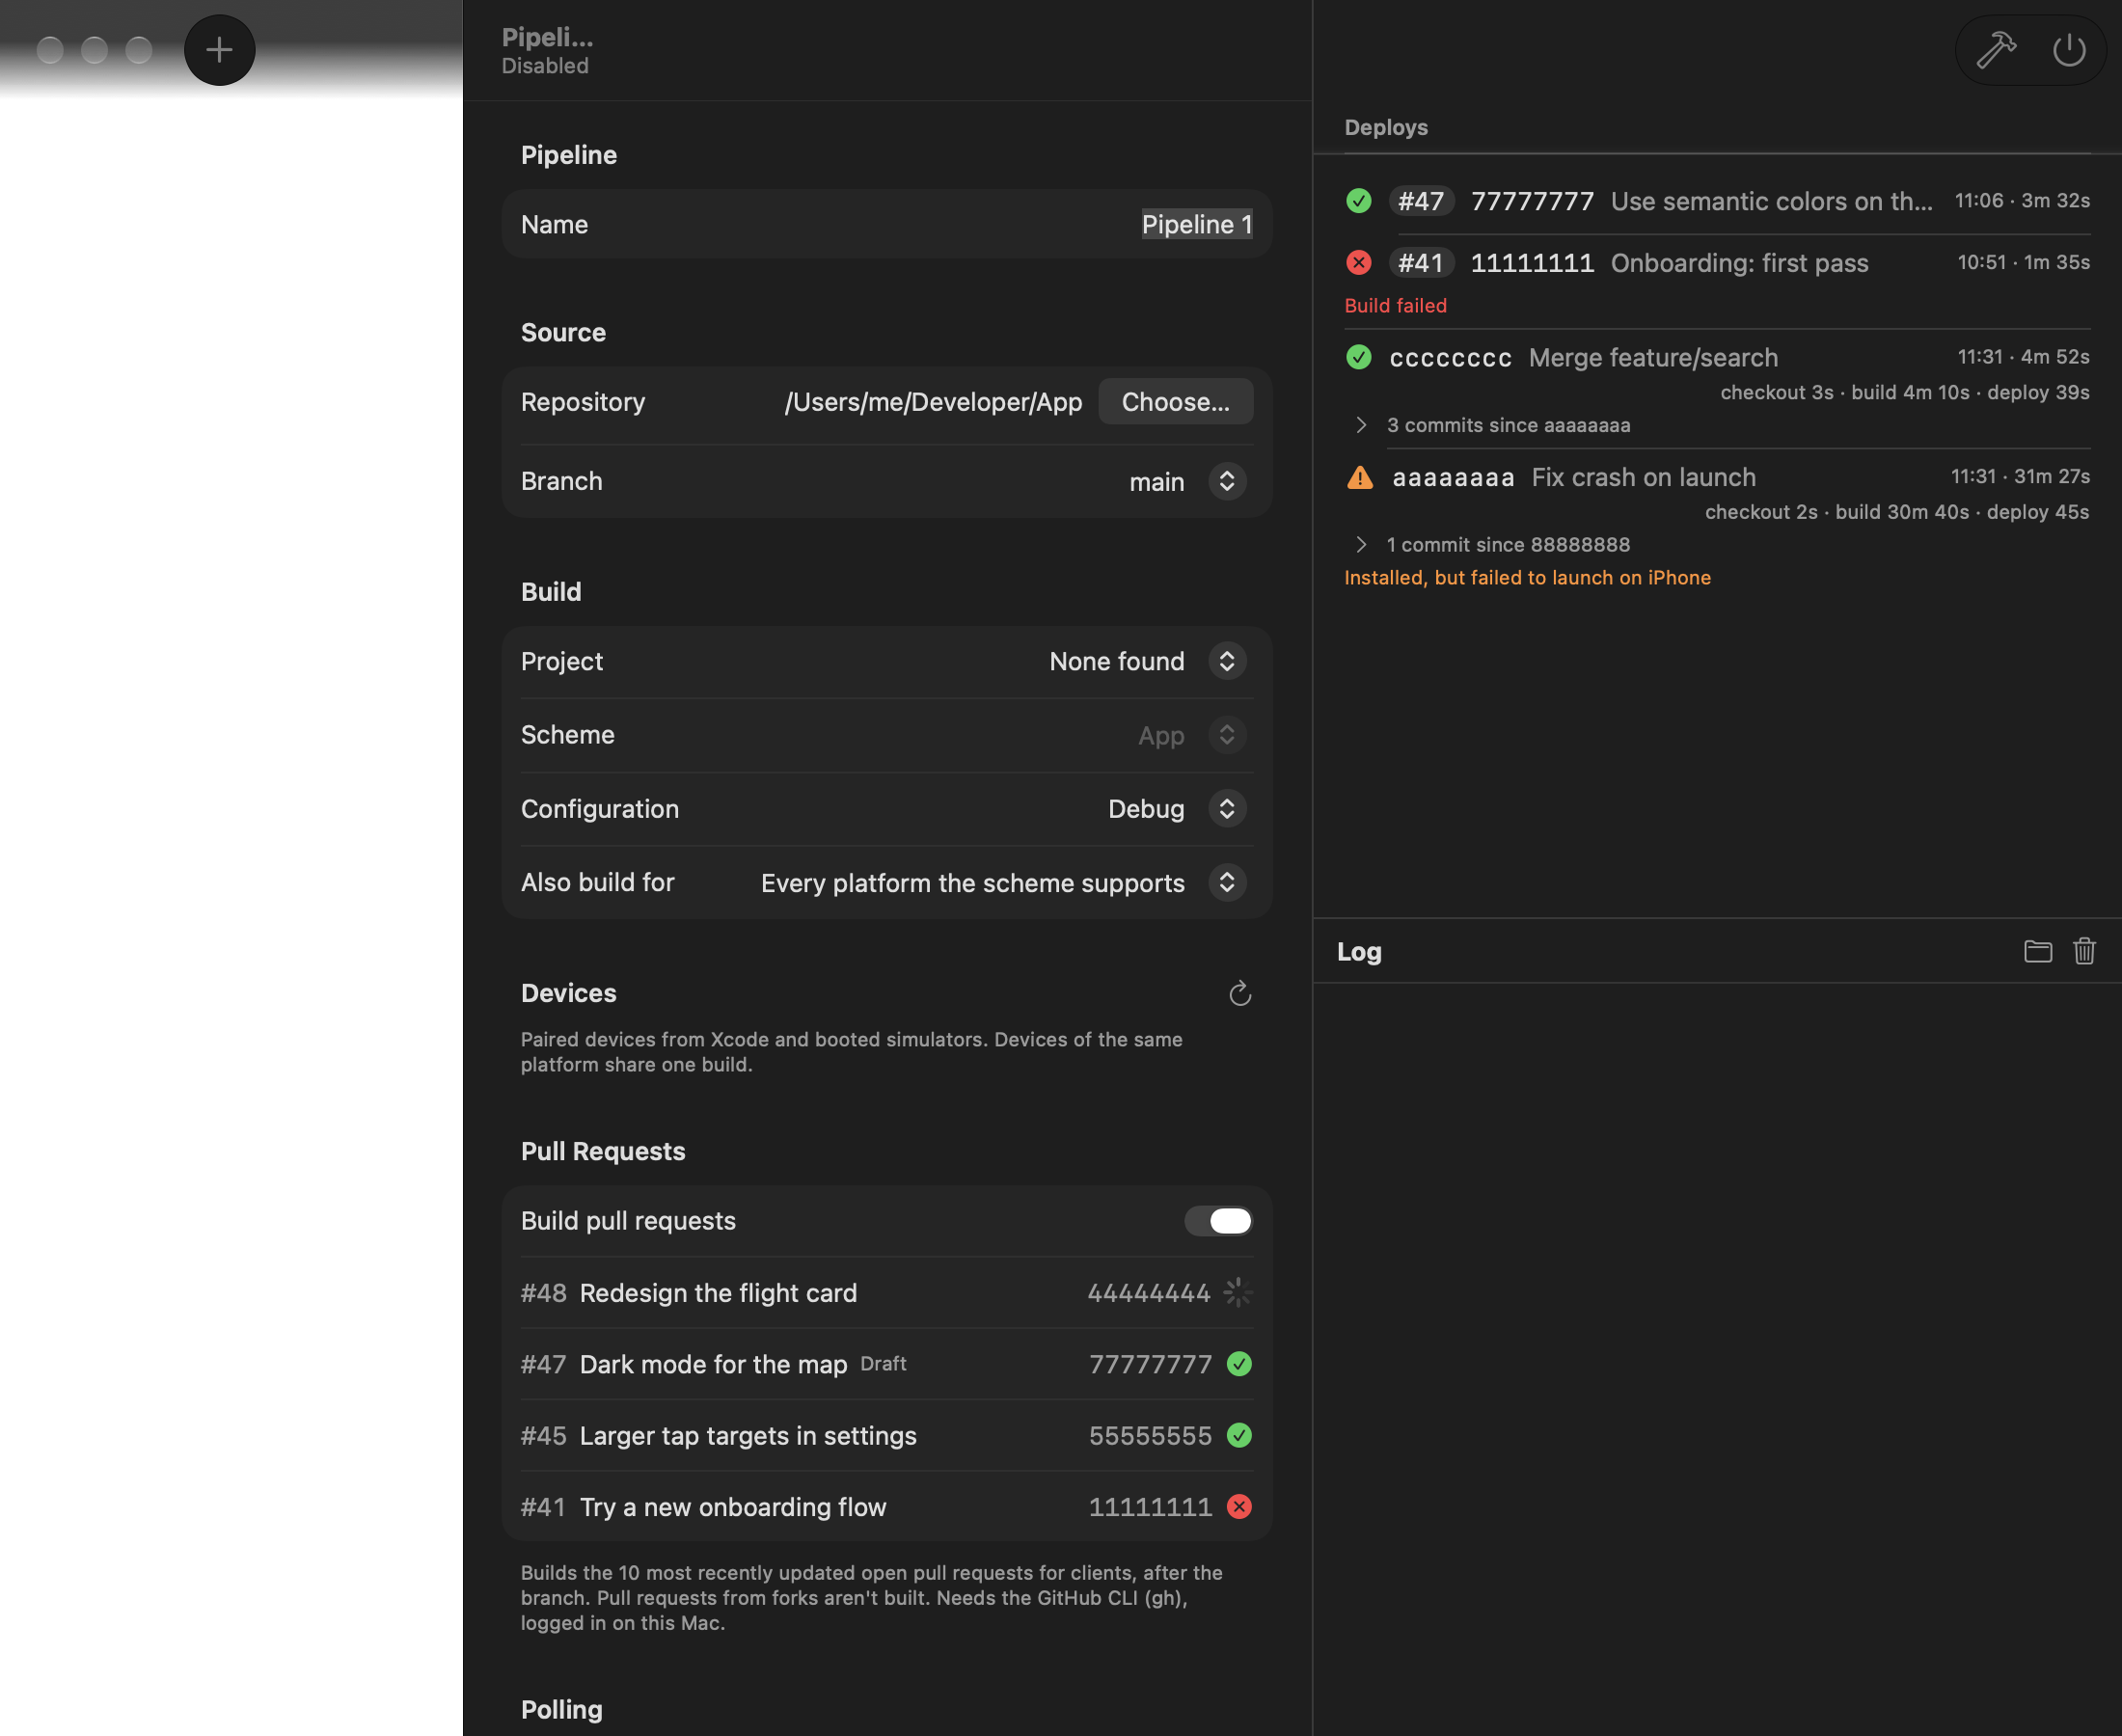 Pipeli...
Disabled
Pipeline
Name Pipeline 1
Source
Repository /Users/me/Developer/App Choose...
Branch main
Build
Project None found
Scheme App
Configuration Debug
Also build for Every platform the scheme supports
Devices
Paired devices from Xcode and booted simulators. Devices of the same
platform share one build.
Pull Requests
Build pull requests
#48 Redesign the flight card 44444444
#47 Dark mode for the map Draft 77777777
#45 Larger tap targets in settings 55555555
#41 Try a new onboarding flow 11111111
Builds the 10 most recently updated open pull requests for clients, after the
branch. Pull requests from forks aren't built. Needs the GitHub CLI (gh),
logged in on this Mac.
Polling
Deploys
#47 77777777 Use semantic colors on th... 11:06 · 3m 32s
#41 11111111 Onboarding: first pass 10:51 · 1m 35s
Build failed
cccccccc Merge feature/search 11:31 · 4m 52s
checkout 3s · build 4m 10s · deploy 39s
3 commits since aaaaaaaa
aaaaaaaa Fix crash on launch 11:31 · 31m 27s
checkout 2s · build 30m 40s · deploy 45s
1 commit since 88888888
Installed, but failed to launch on iPhone
Log